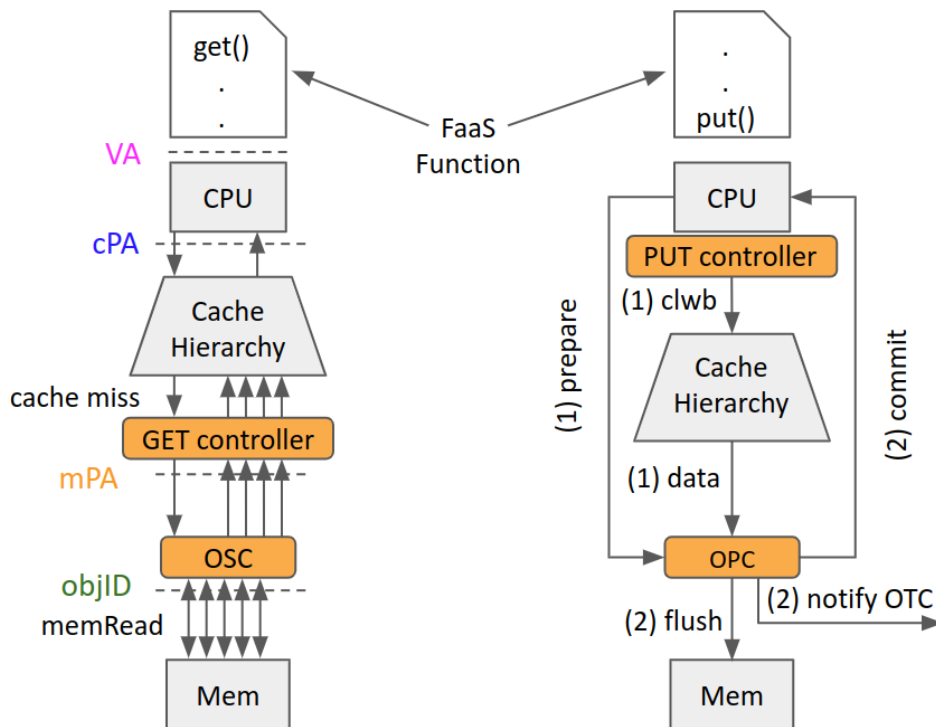 get()
.
.
VA
CPU
cPA
Cache
Hierarchy
cache miss
GET controller
mPA
OSC
objID
memRead
Mem
FaaS
Function
.
.
put()
CPU
PUT controller
(1) clwb
(1) prepare
Cache
Hierarchy
(2) commit
(1) data
OPC
(2) flush
(2) notify OTC
Mem